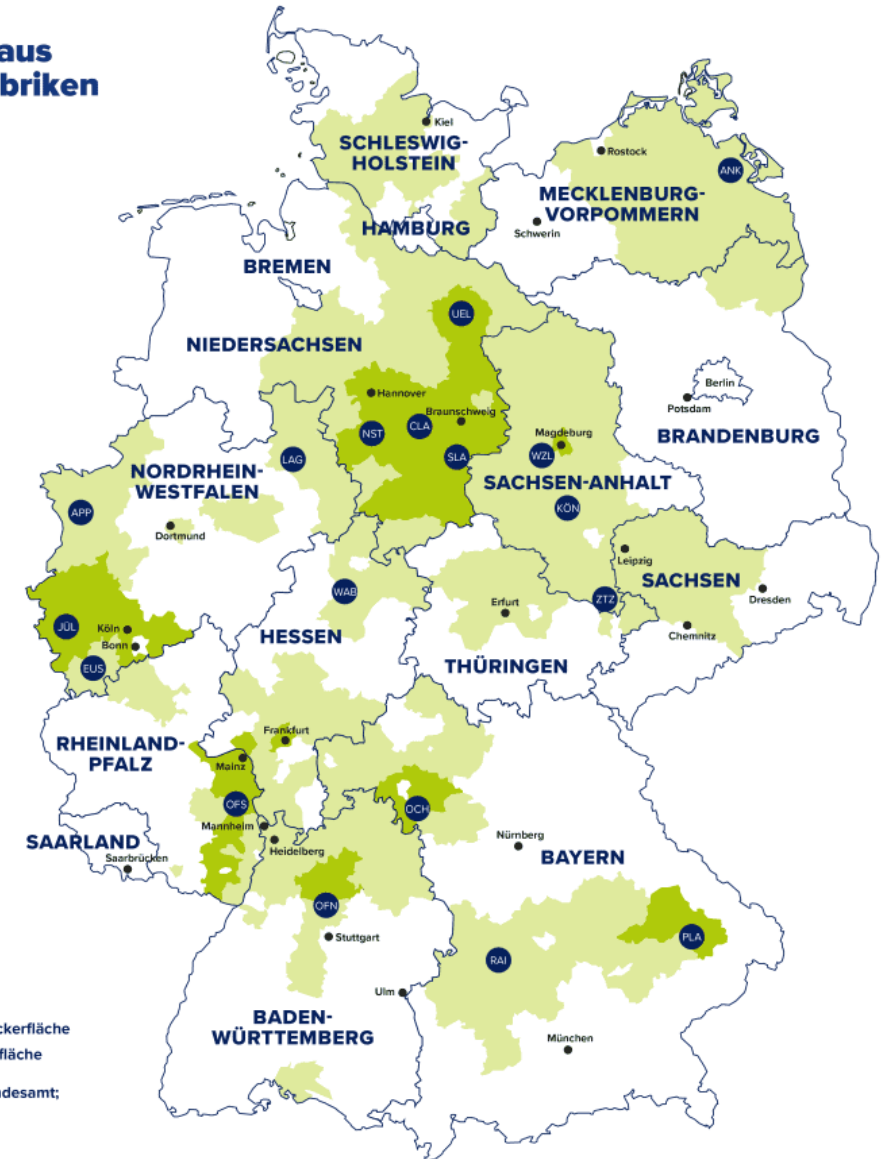 aus
briken
Kiel
SCHLESWIG-
HOLSTEIN
Rostock
ANK
MECKLENBURG-
VORPOMMERN
Schwerin
HAMBURG
BREMEN
UEL
NIEDERSACHSEN
Hannover
Braunschweig
Berlin
Potsdam
NST
CLA
SLA
Magdeburg
WZL
BRANDENBURG
LAG
NORDRHEIN-
WESTFALEN
SACHSEN-ANHALT
KÖN
APP
Dortmund
Leipzig
SACHSEN
Dresden
WAB
Erfurt
ZTZ
Chemnitz
JÜL
Köln
Bonn
EUS
HESSEN
THÜRINGEN
RHEINLAND-
PFALZ
Frankfurt
Mainz
OFS
Mannheim
Heidelberg
OCH
SAARLAND
Saarbrücken
Nürnberg
BAYERN
OFN
Stuttgart
PLA
RAI
Ulm
BADEN-
WÜRTTEMBERG
München
ckerfläche
fläche
ndesamt;